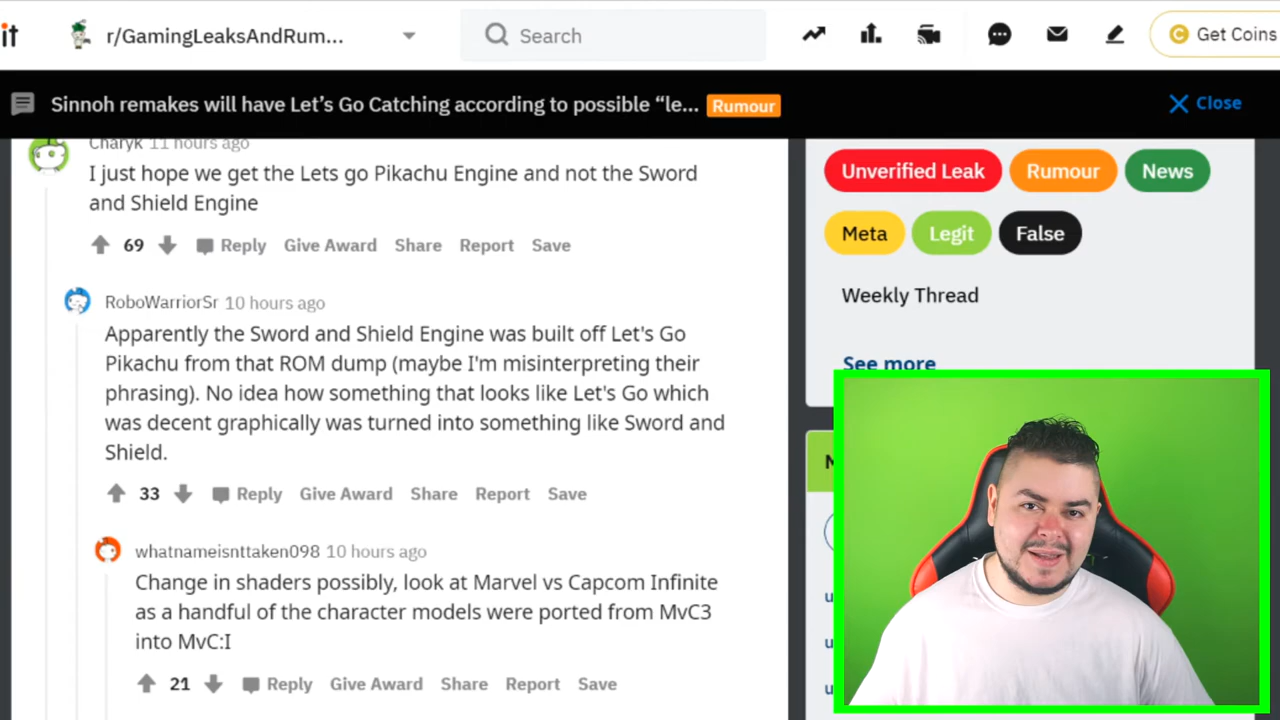 it
r/GamingLeaksAndRum...
Search
Get Coins
Sinnoh remakes will have Let’s Go Catching according to possible “le... Rumour
Close
Charyk 11 hours ago
I just hope we get the Lets go Pikachu Engine and not the Sword
and Shield Engine
69 Reply Give Award Share Report Save
RoboWarriorSr 10 hours ago
Apparently the Sword and Shield Engine was built off Let's Go
Pikachu from that ROM dump (maybe I'm misinterpreting their
phrasing). No idea how something that looks like Let's Go which
was decent graphically was turned into something like Sword and
Shield.
33 Reply Give Award Share Report Save
whatnameisnttaken098 10 hours ago
Change in shaders possibly, look at Marvel vs Capcom Infinite
as a handful of the character models were ported from MvC3
into MvC:I
21 Reply Give Award Share Report Save
Unverified Leak Rumour News
Meta Legit False
Weekly Thread
See more
u
u
u